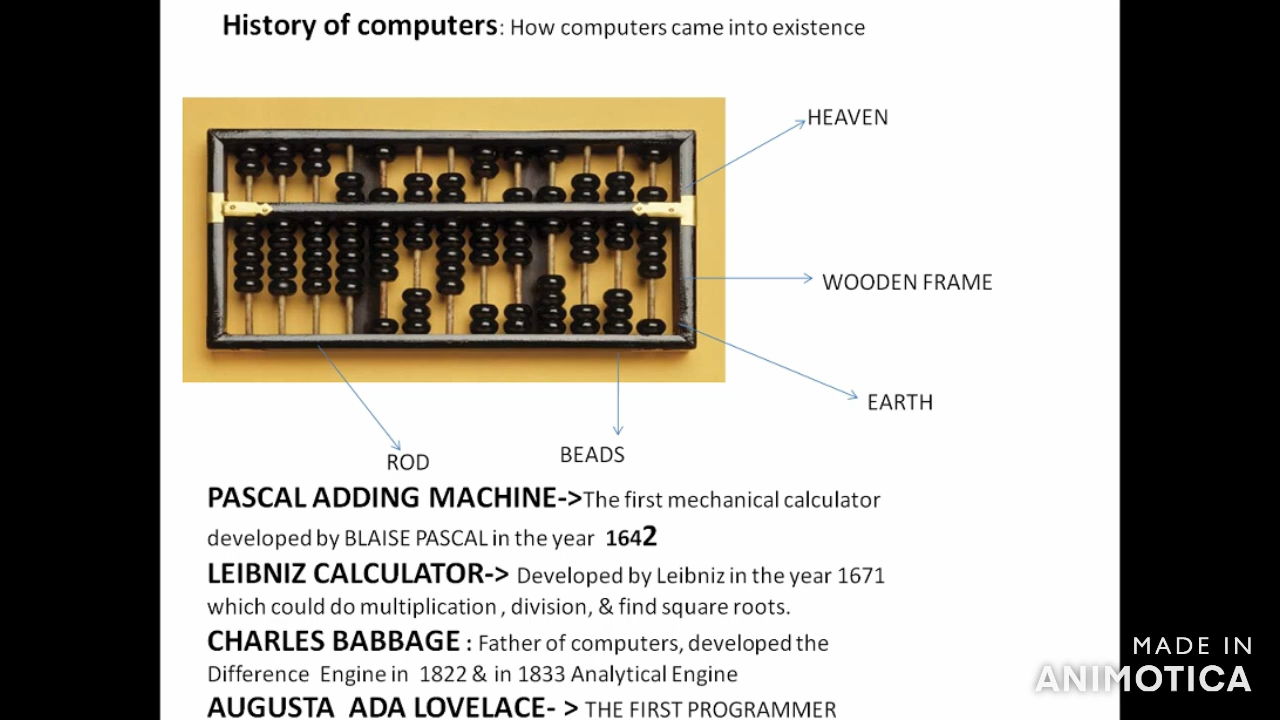 History of computers: How computers came into existence
HEAVEN
WOODEN FRAME
EARTH
BEADS
ROD
PASCAL ADDING MACHINE->The first mechanical calculator
developed by BLAISE PASCAL in the year 1642
LEIBNIZ CALCULATOR-> Developed by Leibniz in the year 1671
which could do multiplication , division, & find square roots.
CHARLES BABBAGE : Father of computers, developed the
Difference Engine in 1822 & in 1833 Analytical Engine
AUGUSTA ADA LOVELACE- > THE FIRST PROGRAMMER
MADE IN
ANIMOTICA